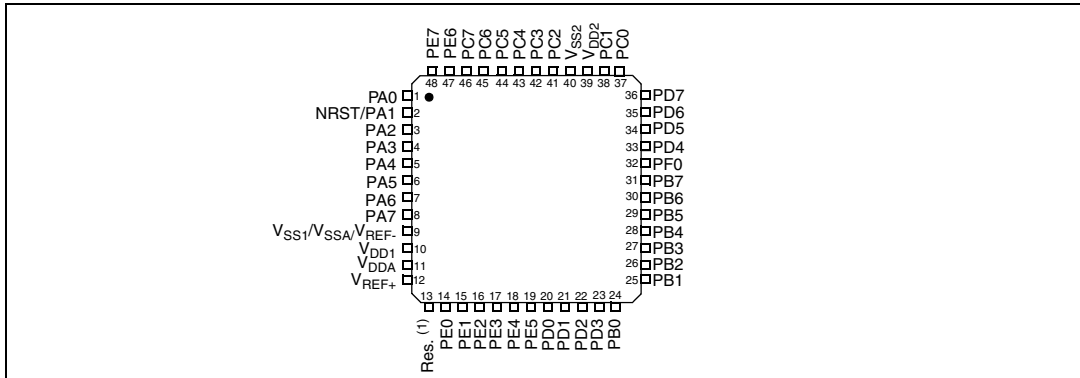 PE7 PE6 PC7 PC6 PC5 PC4 PC3 PC2 VSS2 VDD2 PC1 PC0
48 47 46 45 44 43 42 41 40 39 38 37
PA0 1 36 PD7
NRST/PA1 2 35 PD6
PA2 3 34 PD5
PA3 4 33 PD4
PA4 5 32 PF0
PA5 6 31 PB7
PA6 7 30 PB6
PA7 8 29 PB5
VSS1/VSSA/VREF- 9 28 PB4
VDD1 10 27 PB3
VDDA 11 26 PB2
VREF+ 12 25 PB1
13 14 15 16 17 18 19 20 21 22 23 24
Res. (1) PE0 PE1 PE2 PE3 PE4 PE5 PD0 PD1 PD2 PD3 PB0